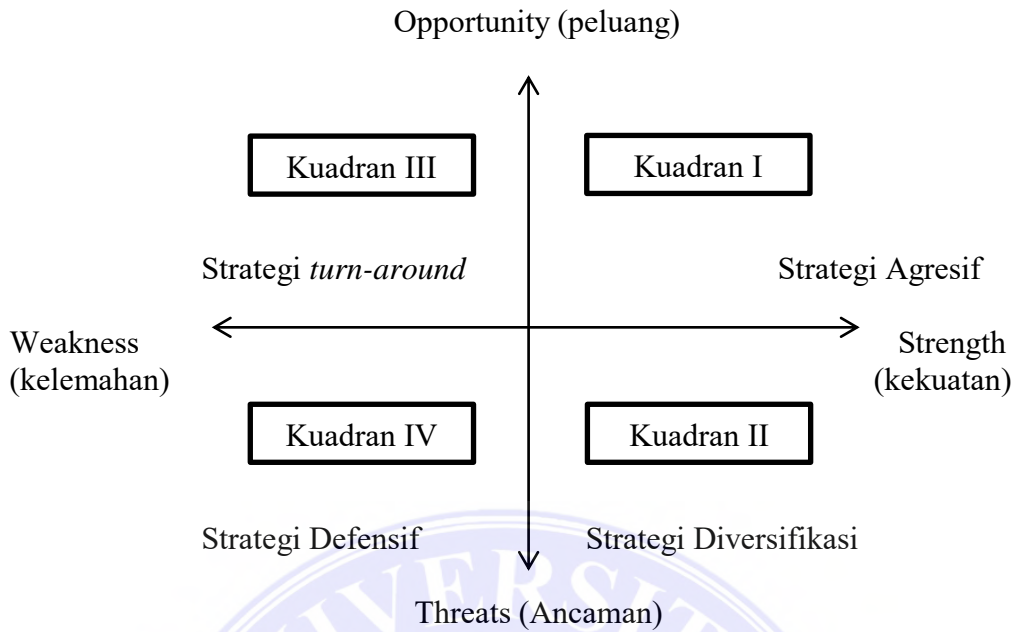 Opportunity (peluang)
Kuadran III
Kuadran I
Strategi turn-around
Strategi Agresif
Weakness
(kelemahan)
Strength
(kekuatan)
Kuadran IV
Kuadran II
Strategi Defensif
Strategi Diversifikasi
Threats (Ancaman)